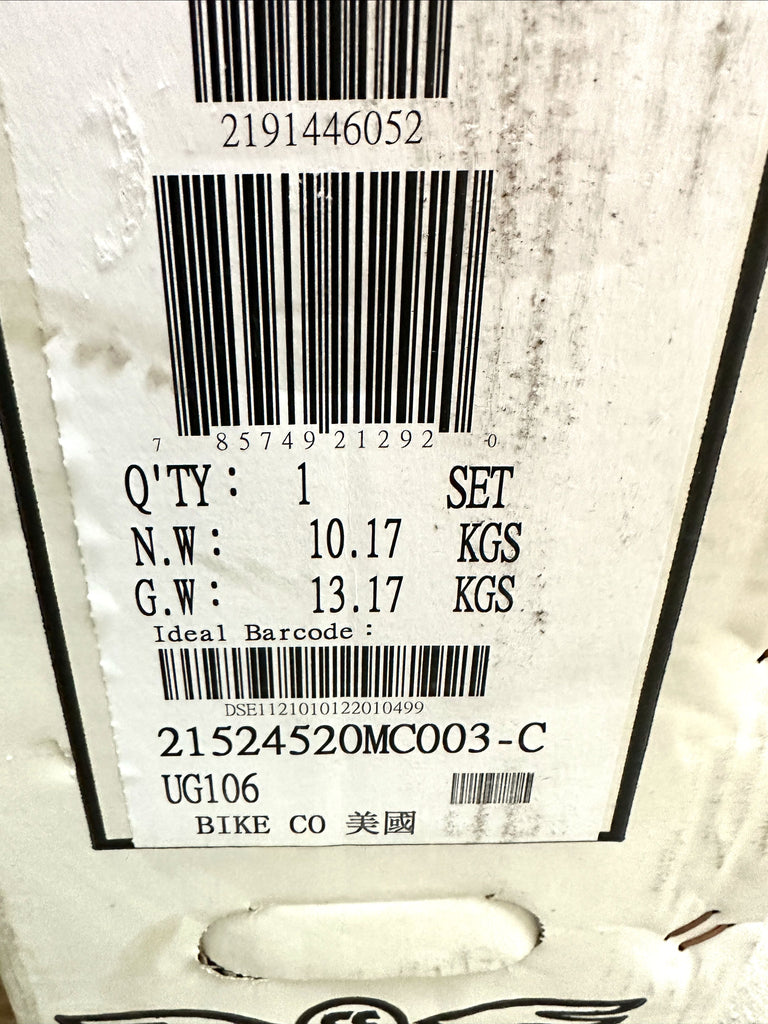 2191446052
7 85749 21292 0
Q'TY: 1 SET
N.W: 10.17 KGS
G.W: 13.17 KGS
Ideal Barcode:
DSE1121010122010499
21524520MC003-C
UG106
BIKE CO 美國